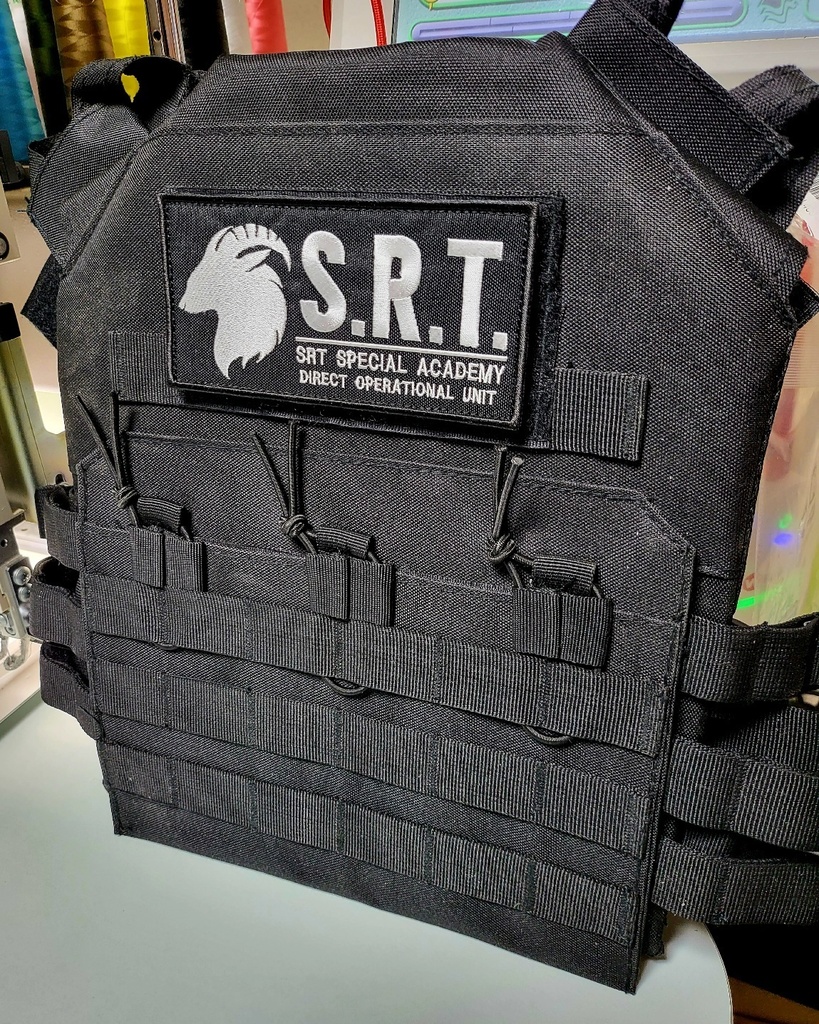 S.R.T.
SRT SPECIAL ACADEMY
DIRECT OPERATIONAL UNIT